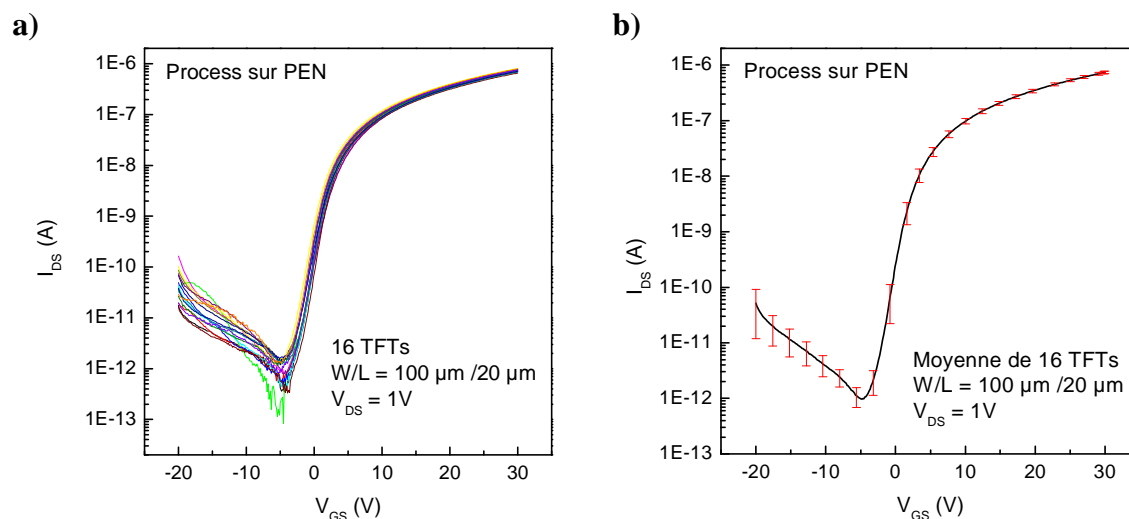 a)
Process sur PEN
1E-6
1E-7
1E-8
1E-9
1E-10
1E-11
1E-12
1E-13
I_DS (A)
16 TFTs
W/L = 100 µm /20 µm
V_DS = 1V
-20 -10 0 10 20 30
V_GS (V)
b)
Process sur PEN
1E-6
1E-7
1E-8
1E-9
1E-10
1E-11
1E-12
1E-13
I_DS (A)
Moyenne de 16 TFTs
W/L = 100 µm /20 µm
V_DS = 1V
-20 -10 0 10 20 30
V_GS (V)